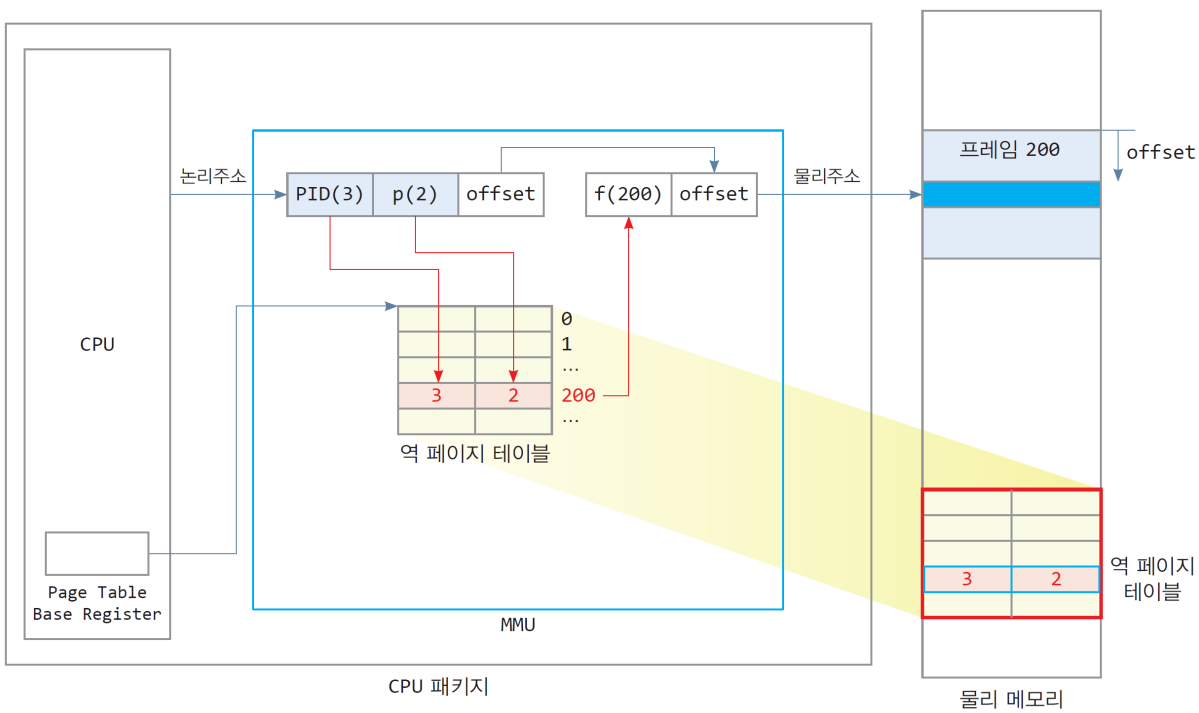 프레임 200
offset
논리주소
PID(3) p(2) offset
f(200) offset
물리주소
0
1
...
3 2 200
...
역 페이지 테이블
CPU
Page Table
Base Register
MMU
CPU 패키지
3 2
역 페이지
테이블
물리 메모리